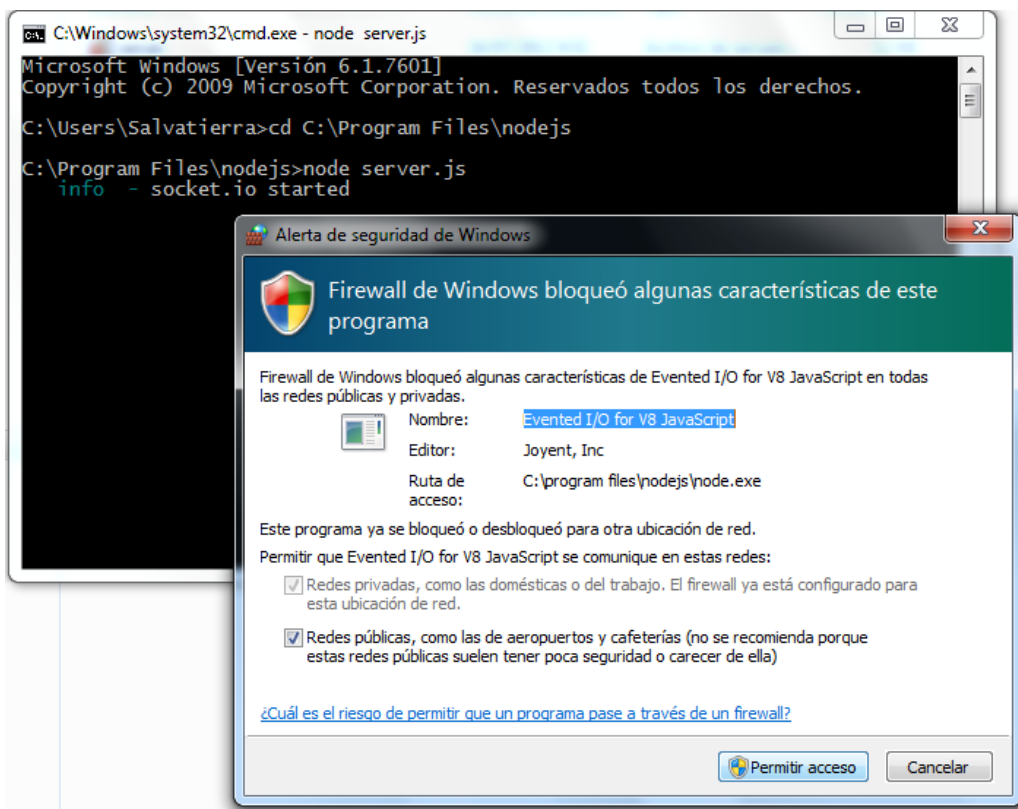 C:\Windows\system32\cmd.exe - node server.js
Microsoft Windows [Versión 6.1.7601]
Copyright (c) 2009 Microsoft Corporation. Reservados todos los derechos.
C:\Users\Salvatierra>cd C:\Program Files\nodejs
C:\Program Files\nodejs>node server.js
info - socket.io started
Alerta de seguridad de Windows
Firewall de Windows bloqueó algunas características de este
programa
Firewall de Windows bloqueó algunas características de Evented I/O for V8 JavaScript en todas
las redes públicas y privadas.
Nombre: Evented I/O for V8 JavaScript
Editor: Joyent, Inc
Ruta de C:\program files\nodejs\node.exe
acceso:
Este programa ya se bloqueó o desbloqueó para otra ubicación de red.
Permitir que Evented I/O for V8 JavaScript se comunique en estas redes:
Redes privadas, como las domésticas o del trabajo. El firewall ya está configurado para
esta ubicación de red.
Redes públicas, como las de aeropuertos y cafeterías (no se recomienda porque
estas redes públicas suelen tener poca seguridad o carecer de ella)
¿Cuál es el riesgo de permitir que un programa pase a través de un firewall?
Permitir acceso
Cancelar